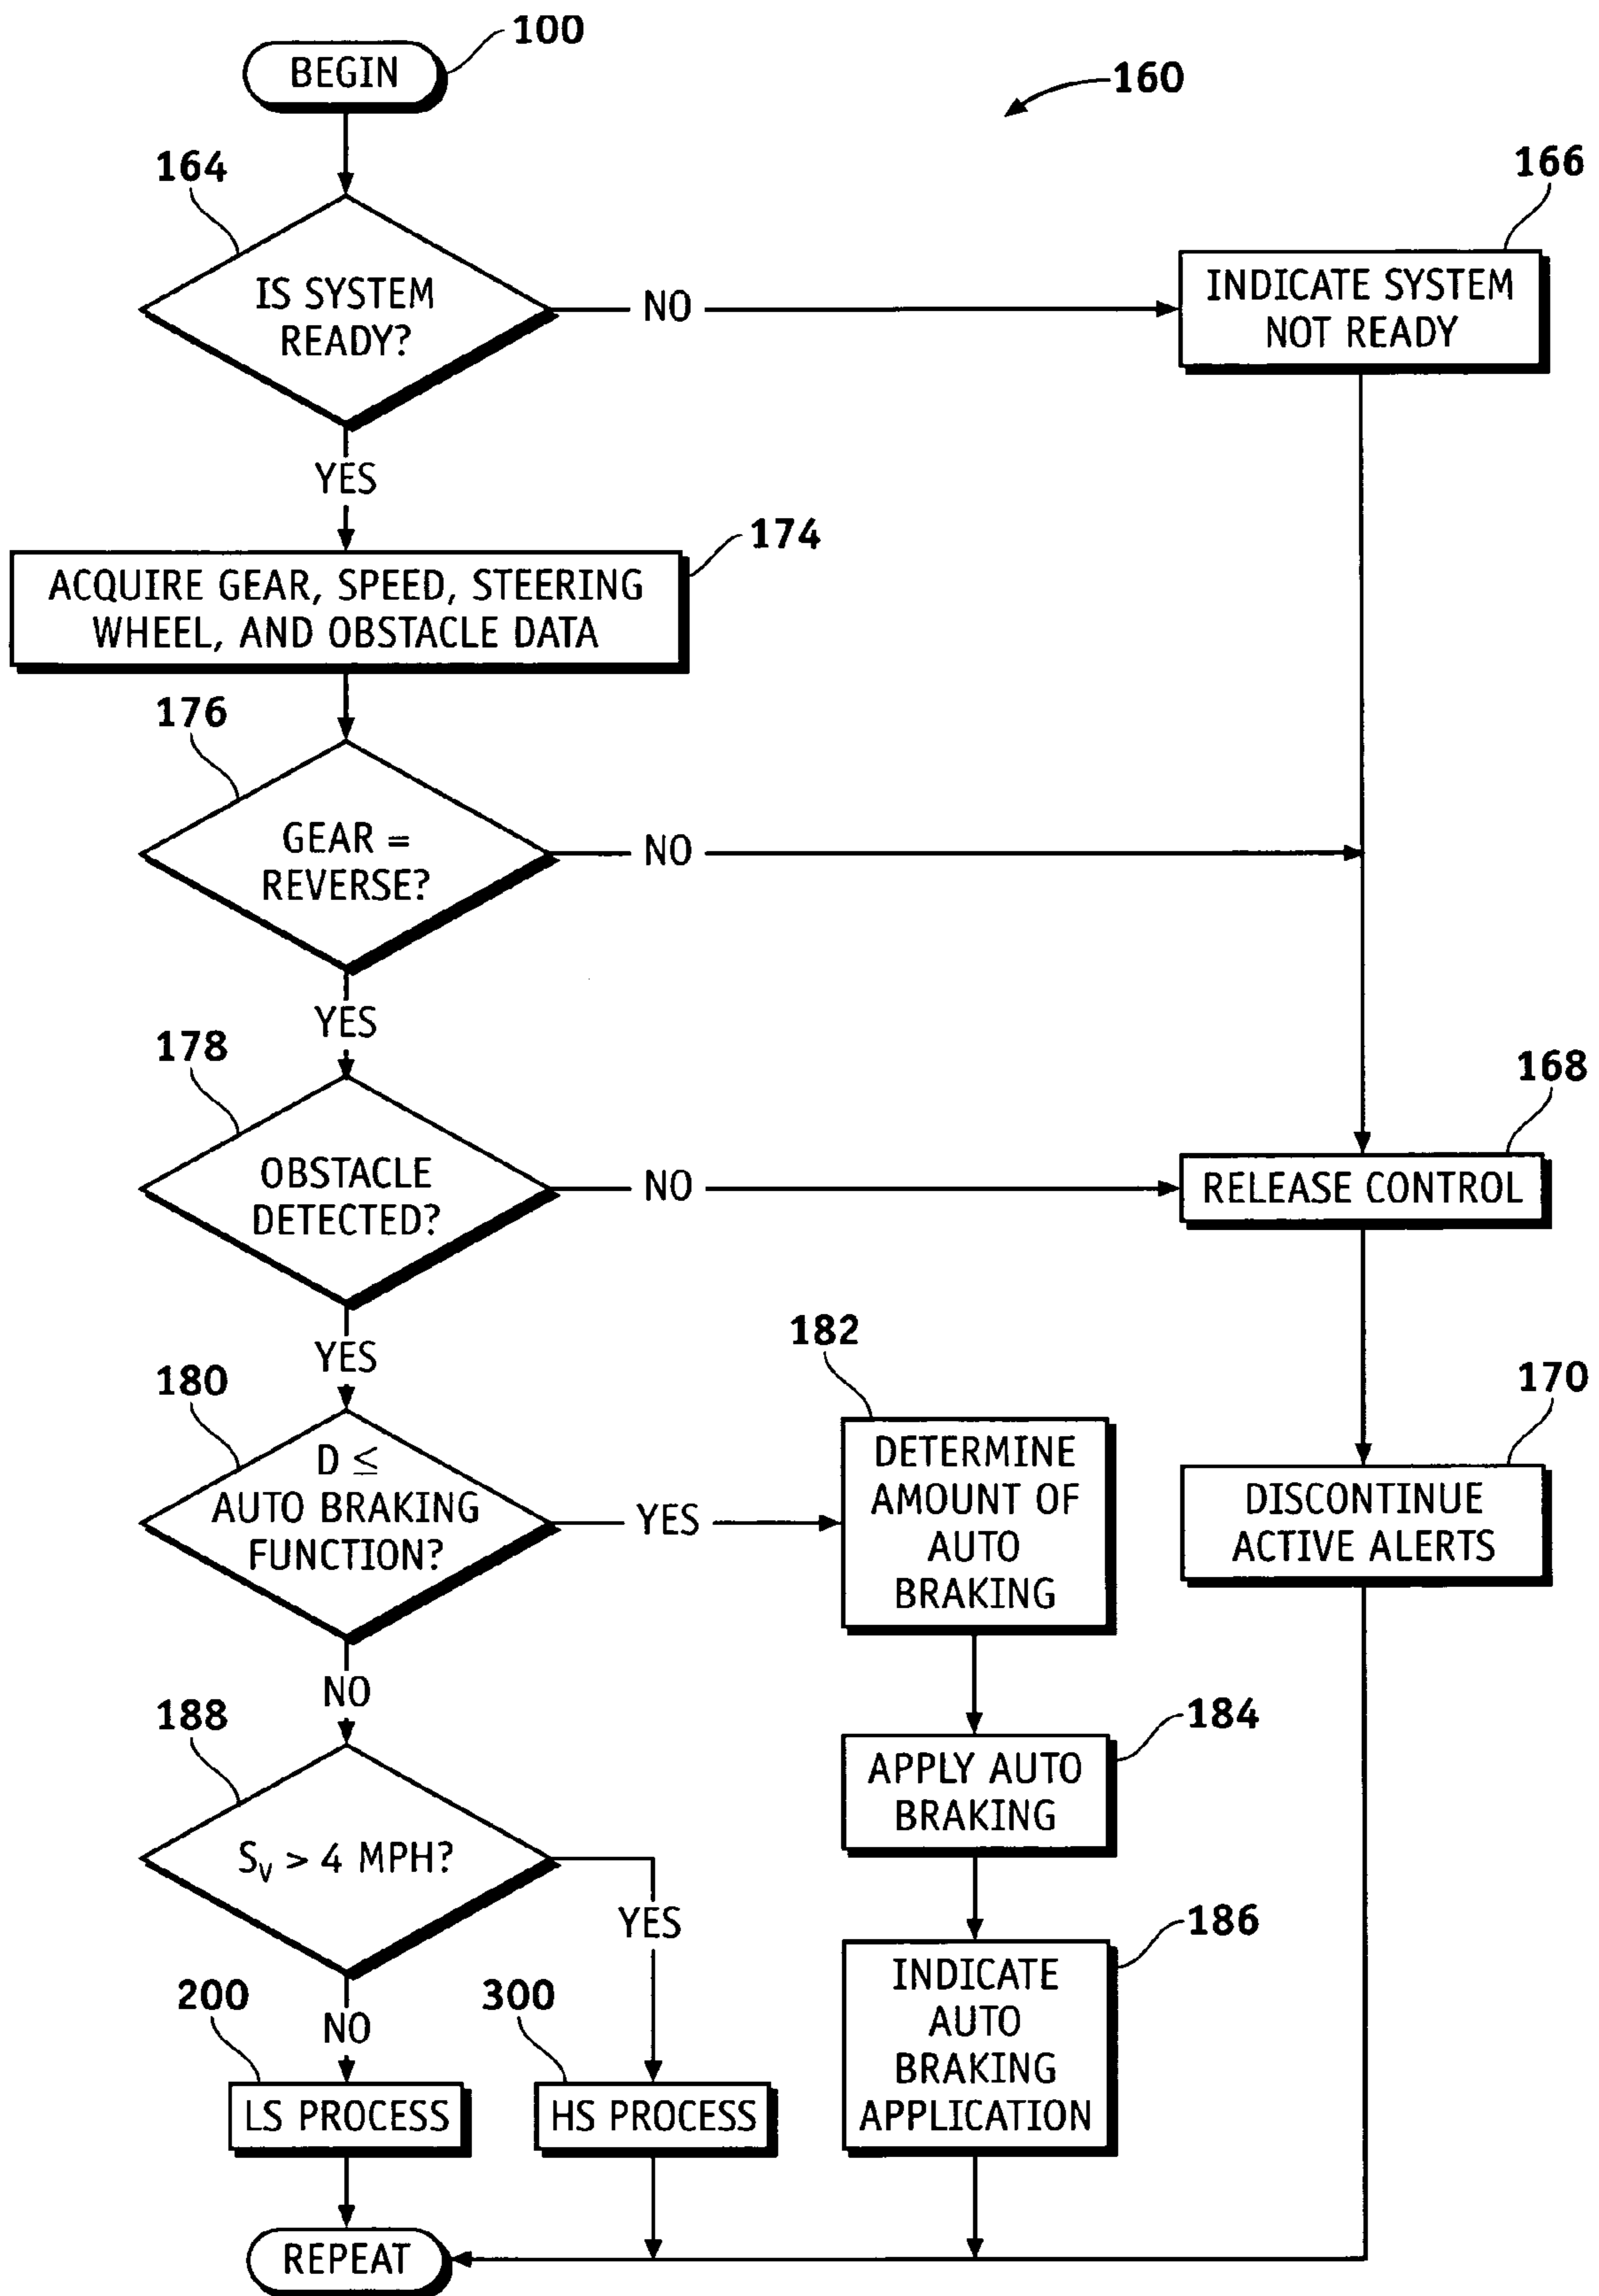 100
BEGIN
160
164
166
IS SYSTEM
READY?
NO
INDICATE SYSTEM
NOT READY
YES
174
ACQUIRE GEAR, SPEED, STEERING
WHEEL, AND OBSTACLE DATA
176
GEAR =
REVERSE?
NO
YES
178
168
OBSTACLE
DETECTED?
NO
RELEASE CONTROL
YES
182
180
170
D ≤
AUTO BRAKING
FUNCTION?
YES
DETERMINE
AMOUNT OF
AUTO
BRAKING
DISCONTINUE
ACTIVE ALERTS
NO
188
184
APPLY AUTO
BRAKING
Sv > 4 MPH?
YES
186
INDICATE
AUTO
BRAKING
APPLICATION
200
300
NO
LS PROCESS
HS PROCESS
REPEAT